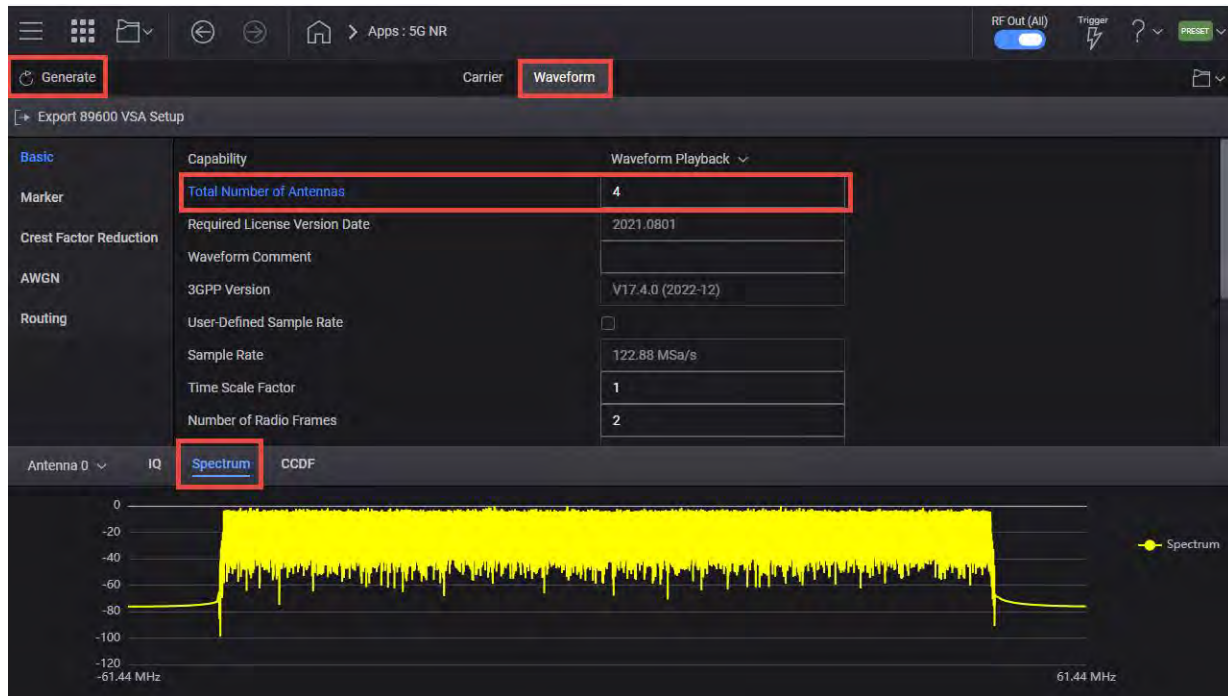 RF Out (All)
Trigger
Apps : 5G NR
?
PRESET
Generate
Carrier
Waveform
Export 89600 VSA Setup
Basic
Marker
Crest Factor Reduction
AWGN
Routing
Capability
Waveform Playback
Total Number of Antennas
4
Required License Version Date
2021.0801
Waveform Comment
3GPP Version
V17.4.0 (2022-12)
User-Defined Sample Rate
Sample Rate
122.88 MSa/s
Time Scale Factor
1
Number of Radio Frames
2
Antenna 0
IQ
Spectrum
CCDF
0
-20
-40
-60
-80
-100
-120
-61.44 MHz
61.44 MHz
Spectrum